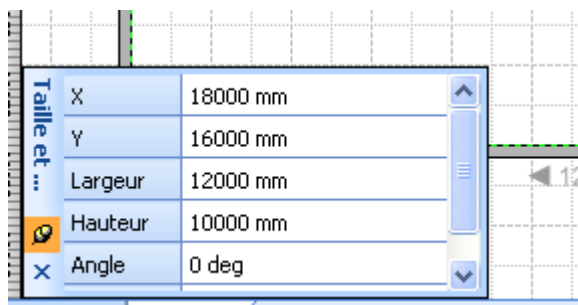 Taille et ...
X 18000 mm
Y 16000 mm
Largeur 12000 mm
Hauteur 10000 mm
Angle 0 deg